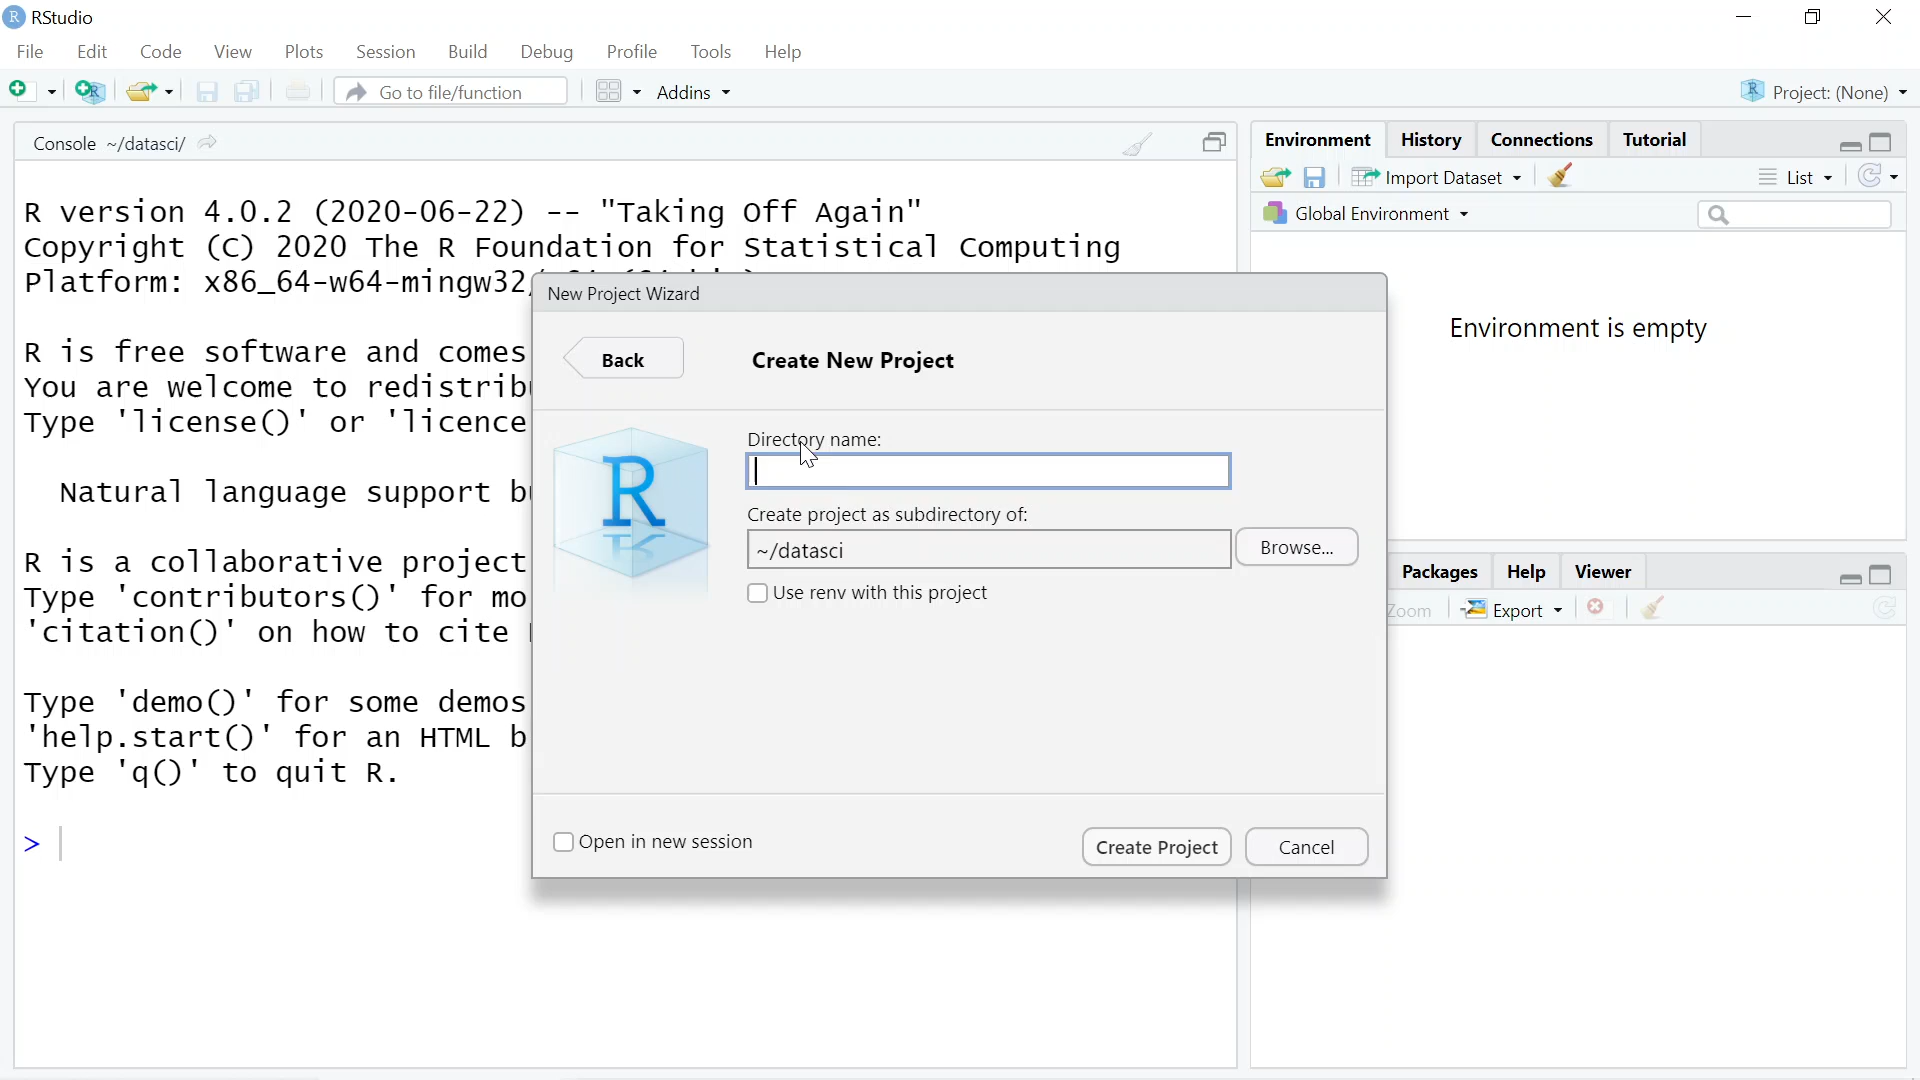 RStudio
File Edit Code View Plots Session Build Debug Profile Tools Help
Go to file/function Addins Project: (None)
Console ~/datasci/
R version 4.0.2 (2020-06-22) -- "Taking Off Again"
Copyright (C) 2020 The R Foundation for Statistical Computing
Platform: x86_64-w64-mingw32/
R is free software and comes
You are welcome to redistrib
Type 'license()' or 'licence
Natural language support
R is a collaborative project
Type 'contributors()' for mo
'citation()' on how to cite
Type 'demo()' for some demos
'help.start()' for an HTML b
Type 'q()' to quit R.
>
New Project Wizard
Back Create New Project
R
Directory name:
Create project as subdirectory of:
~/datasci Browse...
Use renv with this project
Open in new session Create Project Cancel
Environment History Connections Tutorial
Import Dataset List
Global Environment
Environment is empty
Packages Help Viewer
Zoom Export